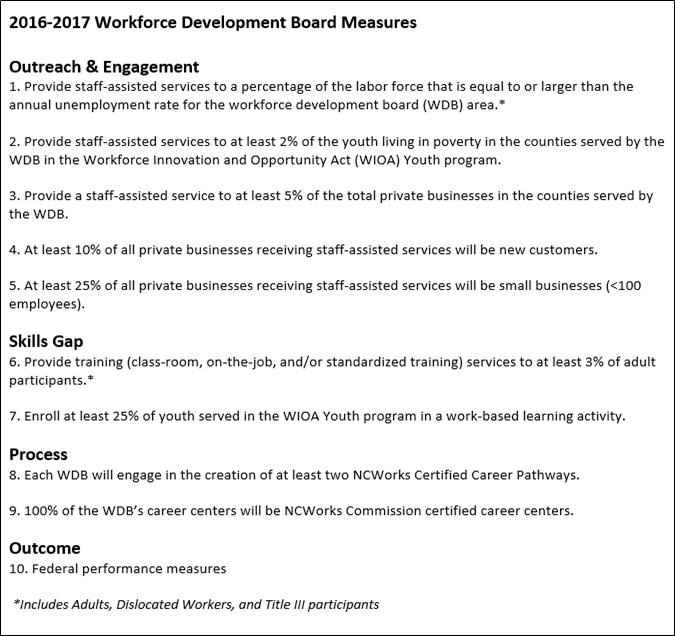 2016-2017 Workforce Development Board Measures
Outreach & Engagement
1. Provide staff-assisted services to a percentage of the labor force that is equal to or larger than the
annual unemployment rate for the workforce development board (WDB) area.*
2. Provide staff-assisted services to at least 2% of the youth living in poverty in the counties served by the
WDB in the Workforce Innovation and Opportunity Act (WIOA) Youth program.
3. Provide a staff-assisted service to at least 5% of the total private businesses in the counties served by
the WDB.
4. At least 10% of all private businesses receiving staff-assisted services will be new customers.
5. At least 25% of all private businesses receiving staff-assisted services will be small businesses (<100
employees).
Skills Gap
6. Provide training (class-room, on-the-job, and/or standardized training) services to at least 3% of adult
participants.*
7. Enroll at least 25% of youth served in the WIOA Youth program in a work-based learning activity.
Process
8. Each WDB will engage in the creation of at least two NCWorks Certified Career Pathways.
9. 100% of the WDB's career centers will be NCWorks Commission certified career centers.
Outcome
10. Federal performance measures
*Includes Adults, Dislocated Workers, and Title III participants